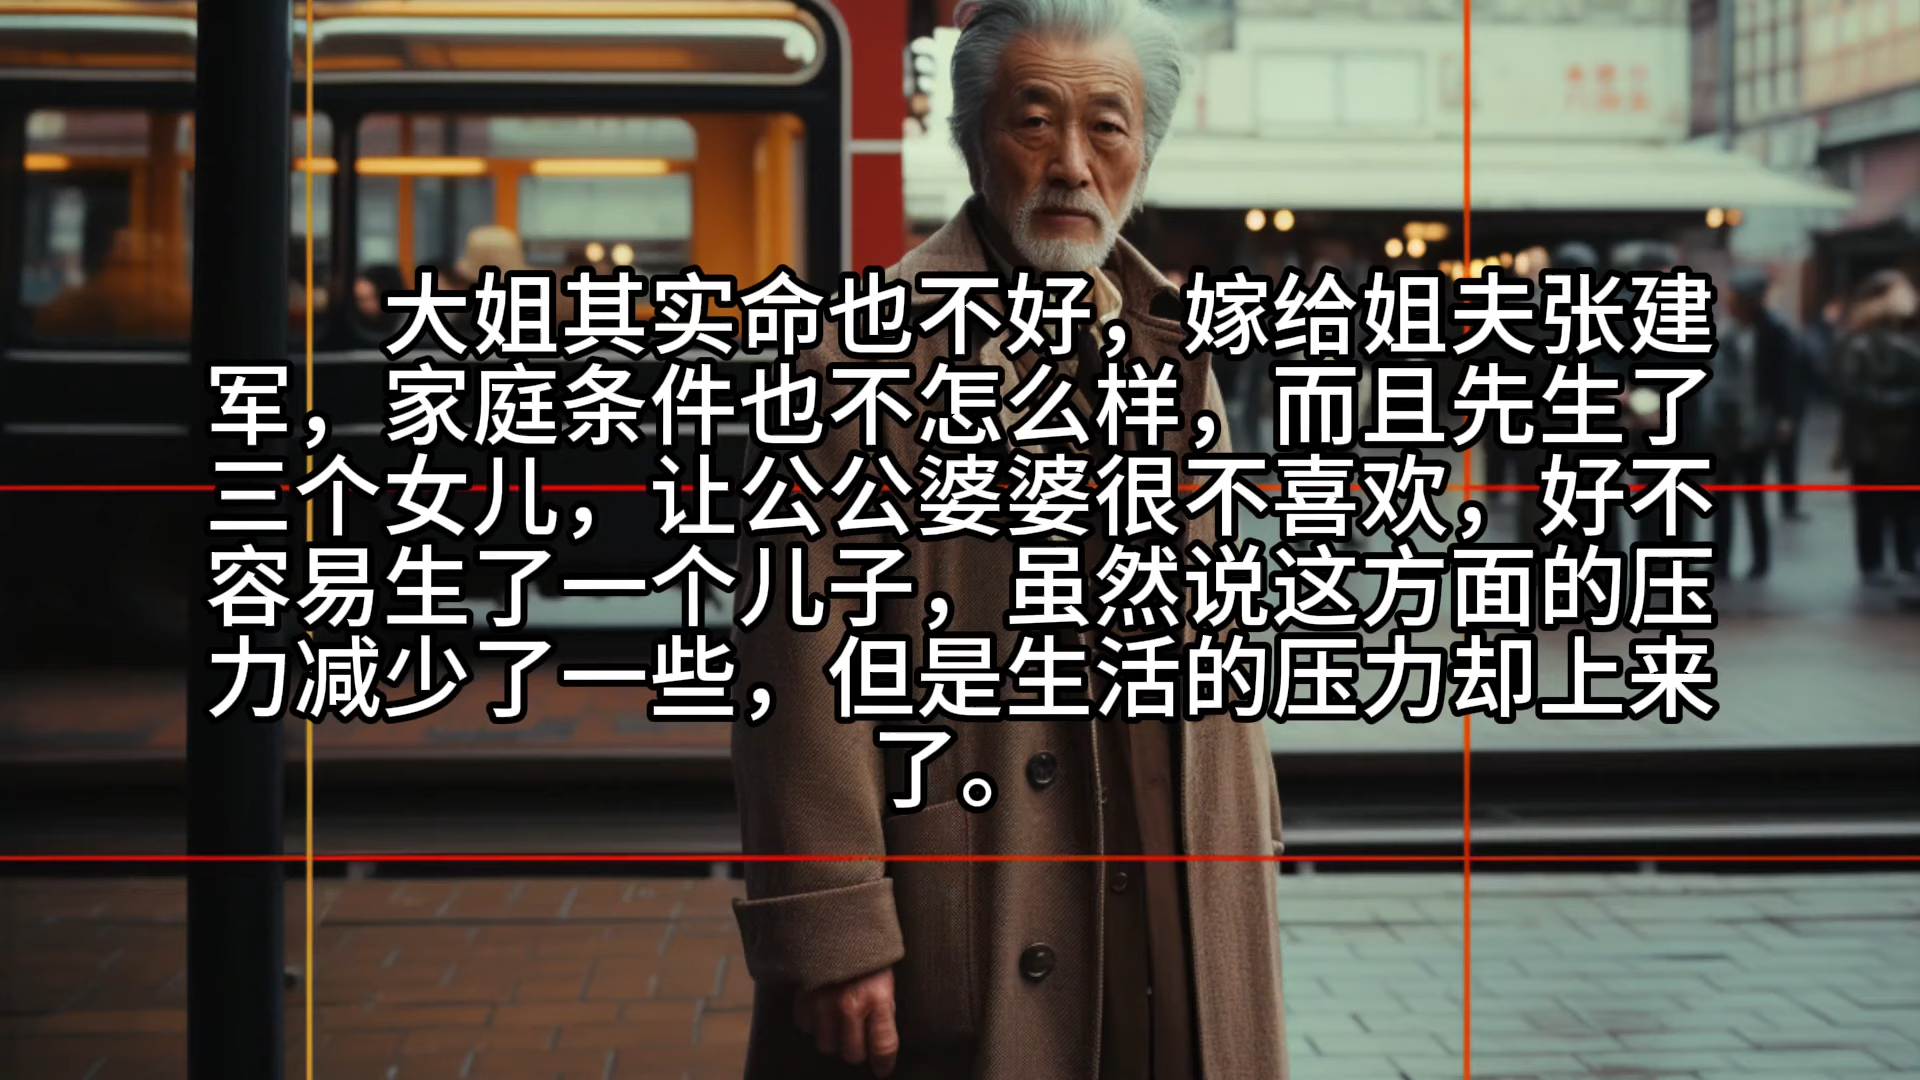 大姐其实命也不好，嫁给姐夫张建
军，家庭条件也不怎么样，而且先生了
三个女儿，让公公婆婆很不喜欢，好不
容易生了一个儿子，虽然说这方面的压
力减少了一些，但是生活的压力却上来
了。